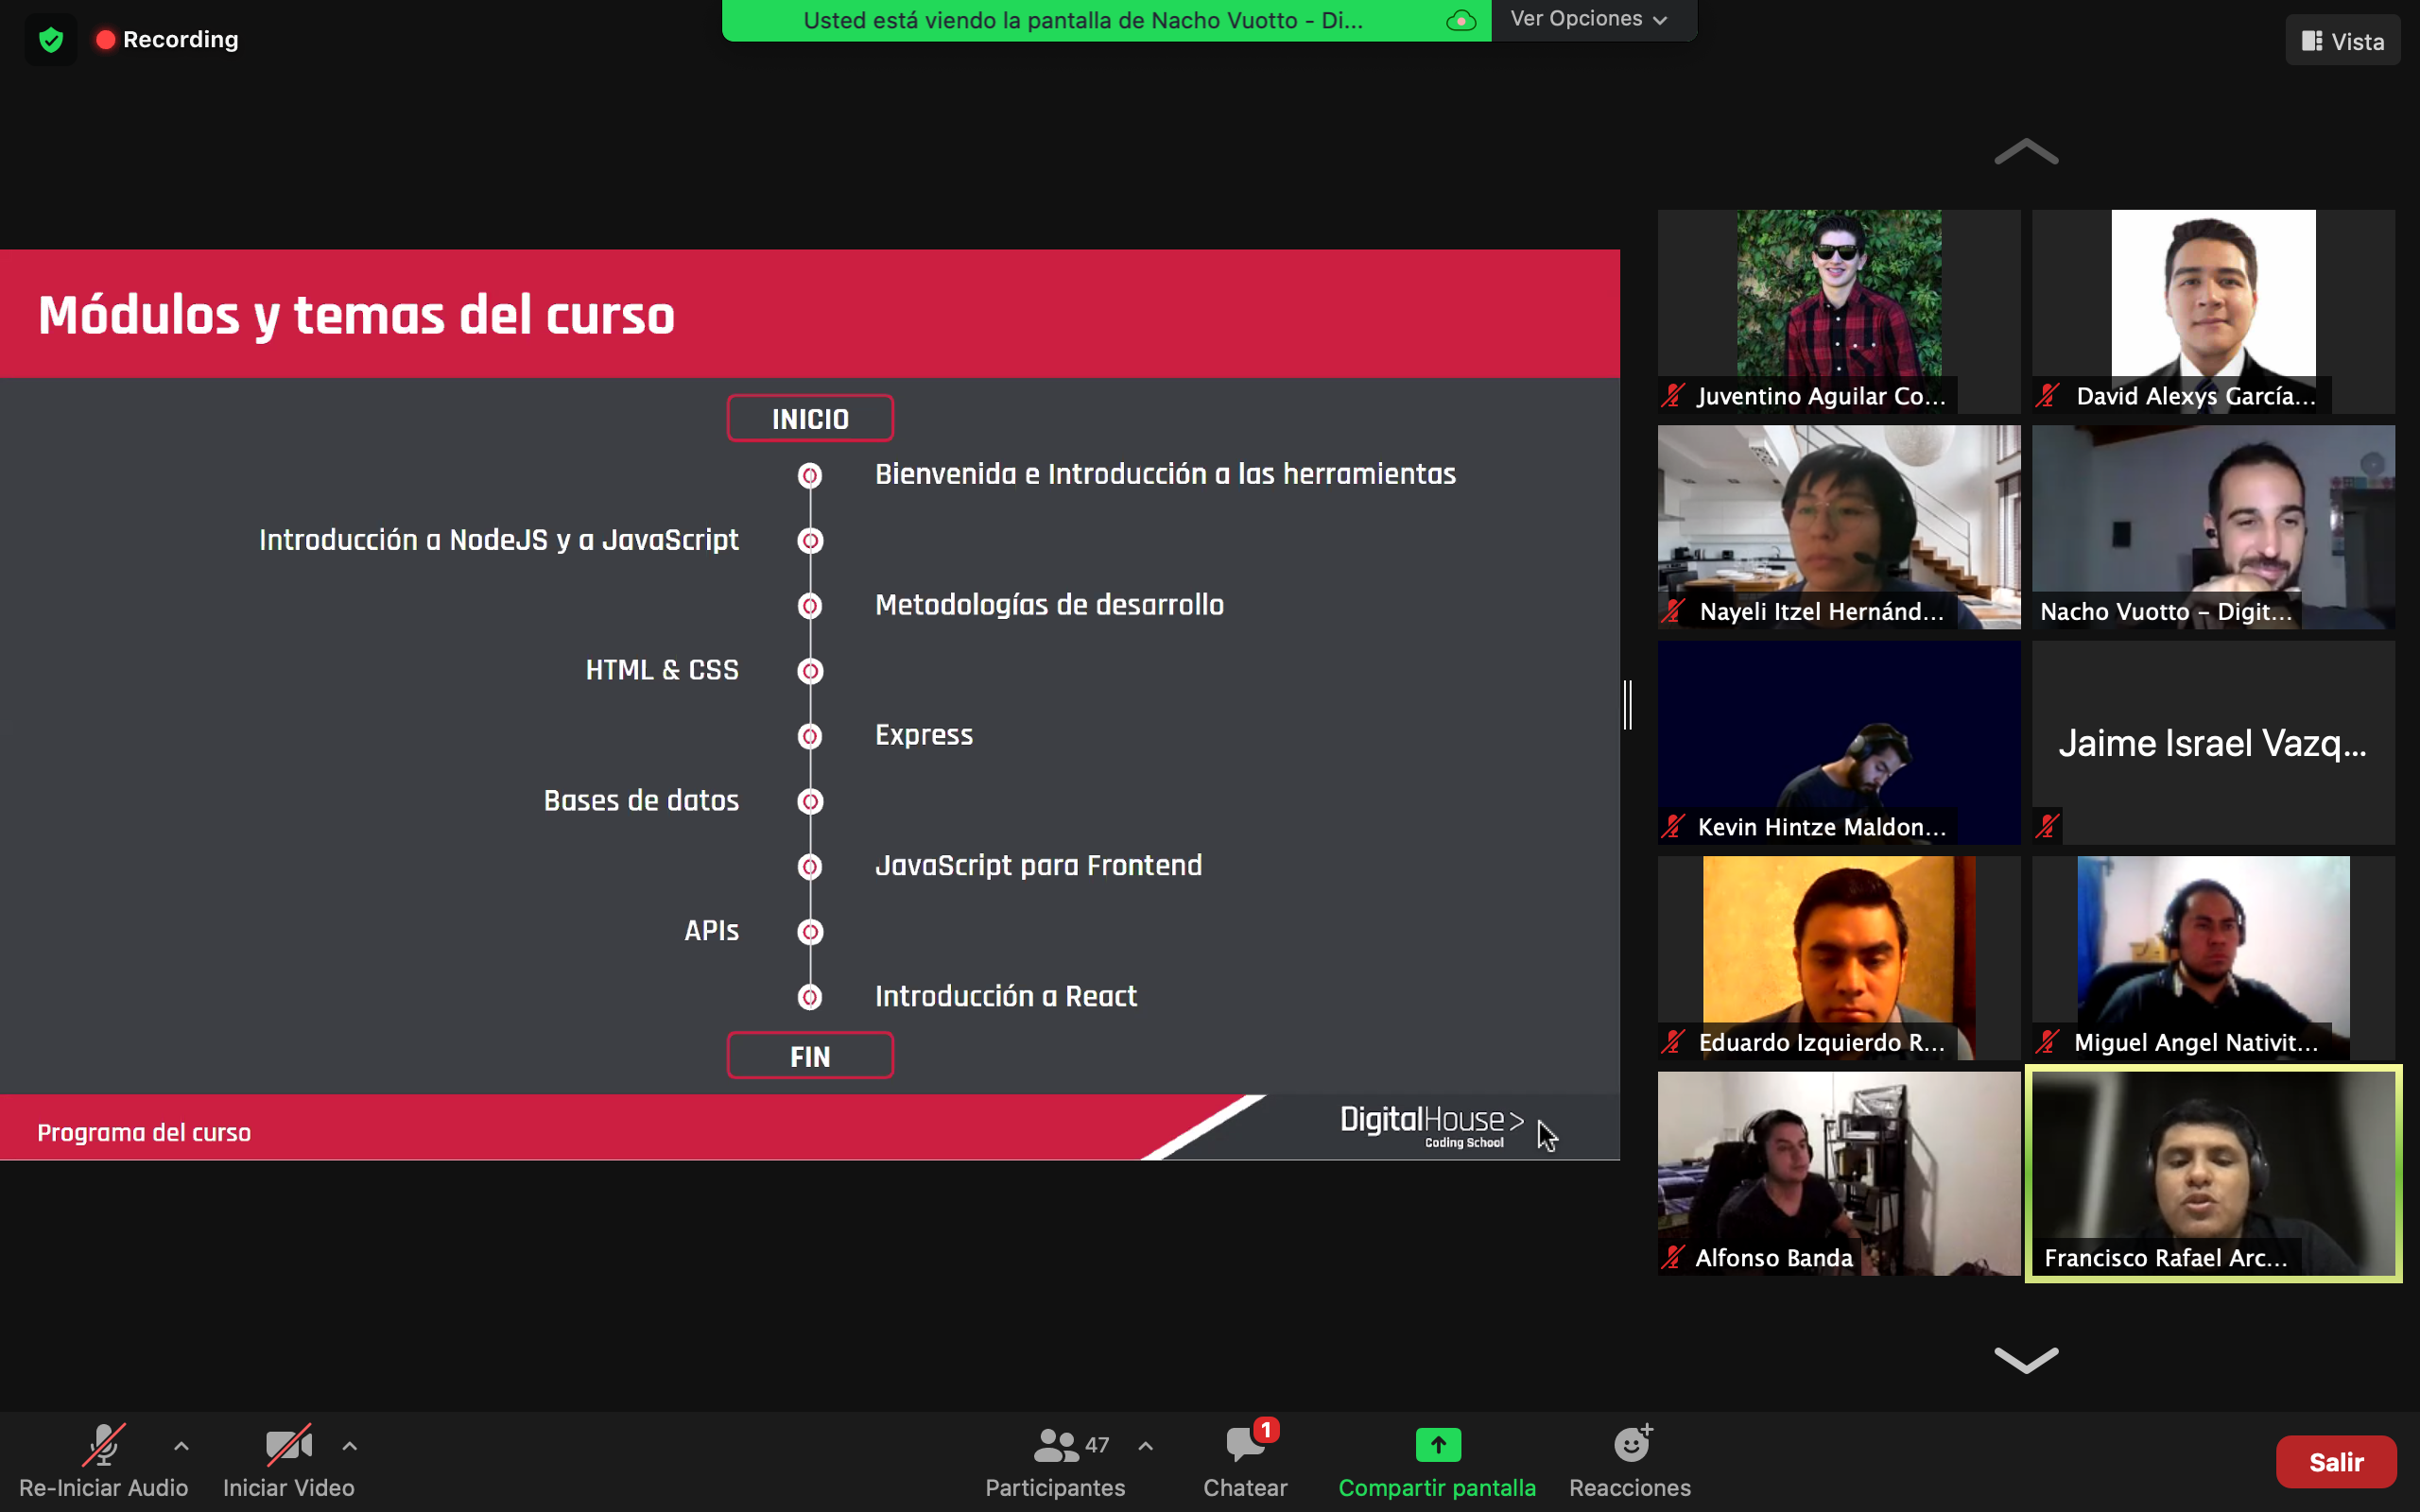 Recording
Usted está viendo la pantalla de Nacho Vuotto - Di...
Ver Opciones
Vista
Módulos y temas del curso
INICIO
Bienvenida e Introducción a las herramientas
Introducción a NodeJS y a JavaScript
Metodologías de desarrollo
HTML & CSS
Express
Bases de datos
JavaScript para Frontend
APIs
Introducción a React
FIN
Programa del curso
DigitalHouse>
Coding School
Juventino Aguilar Co...
David Alexys García...
Nayeli Itzel Hernánd...
Nacho Vuotto – Digit...
Kevin Hintze Maldon...
Jaime Israel Vazq...
Eduardo Izquierdo R...
Miguel Angel Nativit...
Alfonso Banda
Francisco Rafael Arc...
Re-Iniciar Audio
Iniciar Video
47
Participantes
1
Chatear
Compartir pantalla
Reacciones
Salir